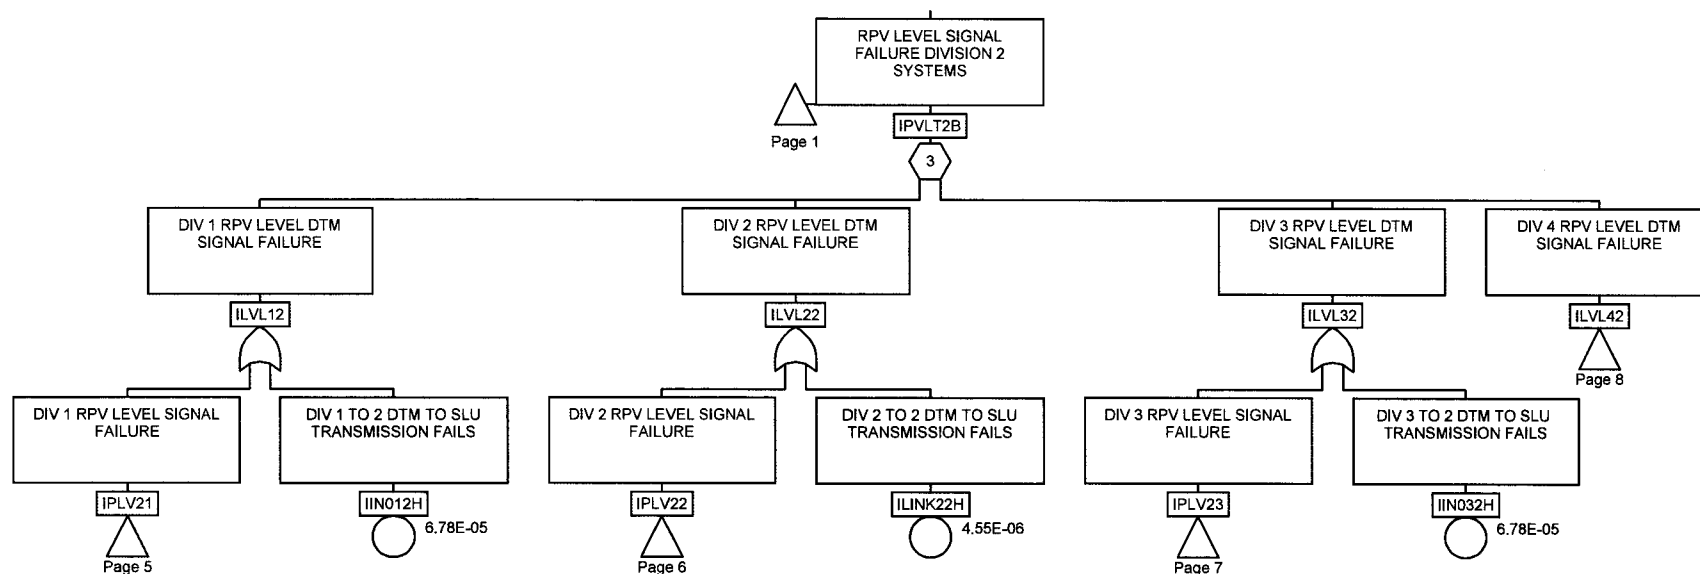 RPV LEVEL SIGNAL
FAILURE DIVISION 2
SYSTEMS
Page 1
IPVLT2B
3
DIV 1 RPV LEVEL DTM
SIGNAL FAILURE
ILVL12
DIV 2 RPV LEVEL DTM
SIGNAL FAILURE
ILVL22
DIV 3 RPV LEVEL DTM
SIGNAL FAILURE
ILVL32
DIV 4 RPV LEVEL DTM
SIGNAL FAILURE
ILVL42
Page 8
DIV 1 RPV LEVEL SIGNAL
FAILURE
IPLV21
Page 5
DIV 1 TO 2 DTM TO SLU
TRANSMISSION FAILS
IIN012H
6.78E-05
DIV 2 RPV LEVEL SIGNAL
FAILURE
IPLV22
Page 6
DIV 2 TO 2 DTM TO SLU
TRANSMISSION FAILS
ILINK22H
4.55E-06
DIV 3 RPV LEVEL SIGNAL
FAILURE
IPLV23
Page 7
DIV 3 TO 2 DTM TO SLU
TRANSMISSION FAILS
IIN032H
6.78E-05